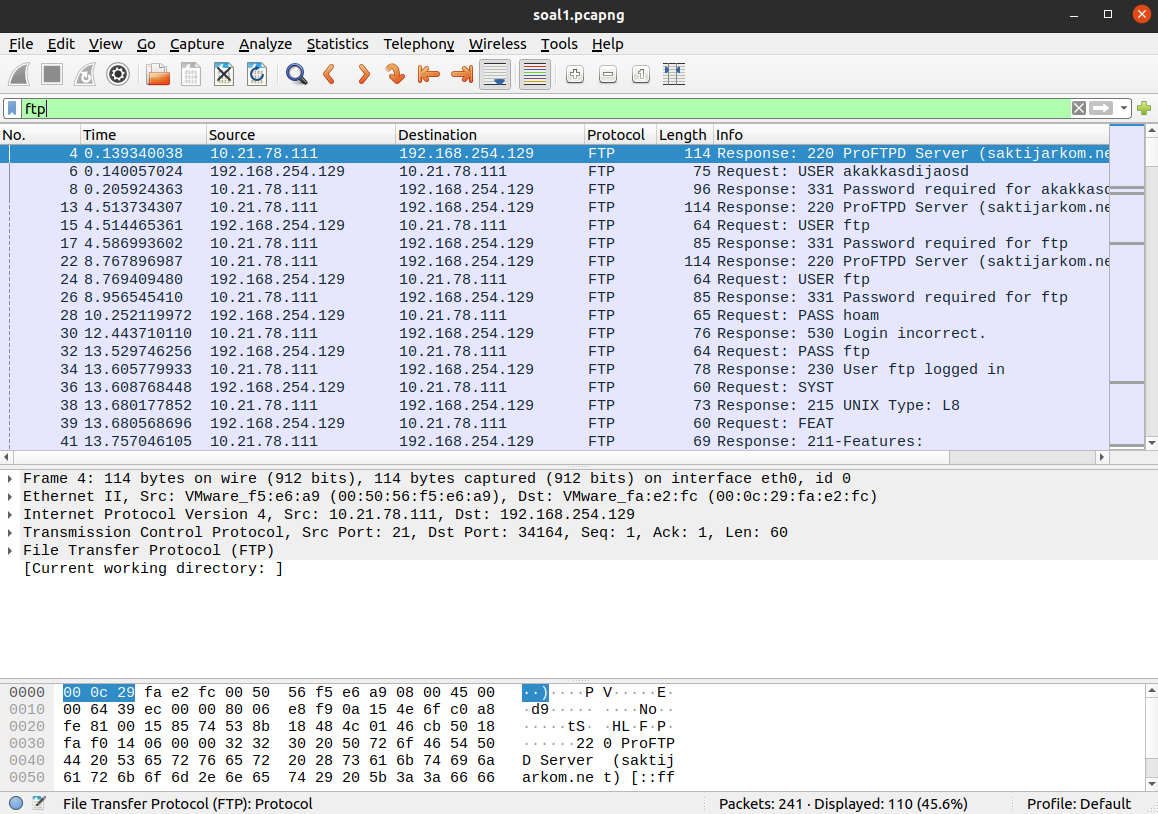 soal1.pcapng
File Edit View Go Capture Analyze Statistics Telephony Wireless Tools Help
ftp
No. Time Source Destination Protocol Length Info
4 0.139340038 10.21.78.111 192.168.254.129 FTP 114 Response: 220 ProFTPD Server (saktijarkom.ne
6 0.140057024 192.168.254.129 10.21.78.111 FTP 75 Request: USER akakkasdijaosd
8 0.205924363 10.21.78.111 192.168.254.129 FTP 96 Response: 331 Password required for akakkasd
13 4.513734307 10.21.78.111 192.168.254.129 FTP 114 Response: 220 ProFTPD Server (saktijarkom.ne
15 4.514465361 192.168.254.129 10.21.78.111 FTP 64 Request: USER ftp
17 4.586993602 10.21.78.111 192.168.254.129 FTP 85 Response: 331 Password required for ftp
22 8.767896987 10.21.78.111 192.168.254.129 FTP 114 Response: 220 ProFTPD Server (saktijarkom.ne
24 8.769409480 192.168.254.129 10.21.78.111 FTP 64 Request: USER ftp
26 8.956545410 10.21.78.111 192.168.254.129 FTP 85 Response: 331 Password required for ftp
28 10.252119972 192.168.254.129 10.21.78.111 FTP 65 Request: PASS hoam
30 12.443710110 10.21.78.111 192.168.254.129 FTP 76 Response: 530 Login incorrect.
32 13.529746256 192.168.254.129 10.21.78.111 FTP 64 Request: PASS ftp
34 13.605779933 10.21.78.111 192.168.254.129 FTP 78 Response: 230 User ftp logged in
36 13.608768448 192.168.254.129 10.21.78.111 FTP 60 Request: SYST
38 13.680177852 10.21.78.111 192.168.254.129 FTP 73 Response: 215 UNIX Type: L8
39 13.680568696 192.168.254.129 10.21.78.111 FTP 60 Request: FEAT
41 13.757046105 10.21.78.111 192.168.254.129 FTP 69 Response: 211-Features:
Frame 4: 114 bytes on wire (912 bits), 114 bytes captured (912 bits) on interface eth0, id 0
Ethernet II, Src: VMware_f5:e6:a9 (00:50:56:f5:e6:a9), Dst: VMware_fa:e2:fc (00:0c:29:fa:e2:fc)
Internet Protocol Version 4, Src: 10.21.78.111, Dst: 192.168.254.129
Transmission Control Protocol, Src Port: 21, Dst Port: 34164, Seq: 1, Ack: 1, Len: 60
File Transfer Protocol (FTP)
[Current working directory: ]
0000 00 0c 29 fa e2 fc 00 50 56 f5 e6 a9 08 00 45 00 ··)····P V·····E·
0010 00 64 39 ec 00 00 80 06 e8 f9 0a 15 4e 6f c0 a8 ·d9····· ····No··
0020 fe 81 00 15 85 74 53 8b 18 48 4c 01 46 cb 50 18 ·····tS· ·HL·F·P·
0030 fa f0 14 06 00 00 32 32 30 20 50 72 6f 46 54 50 ······22 0 ProFTP
0040 44 20 53 65 72 76 65 72 20 28 73 61 6b 74 69 6a D Server (saktij
0050 61 72 6b 6f 6d 2e 6e 65 74 29 20 5b 3a 3a 66 66 arkom.ne t) [::ff
File Transfer Protocol (FTP): Protocol Packets: 241 · Displayed: 110 (45.6%) Profile: Default